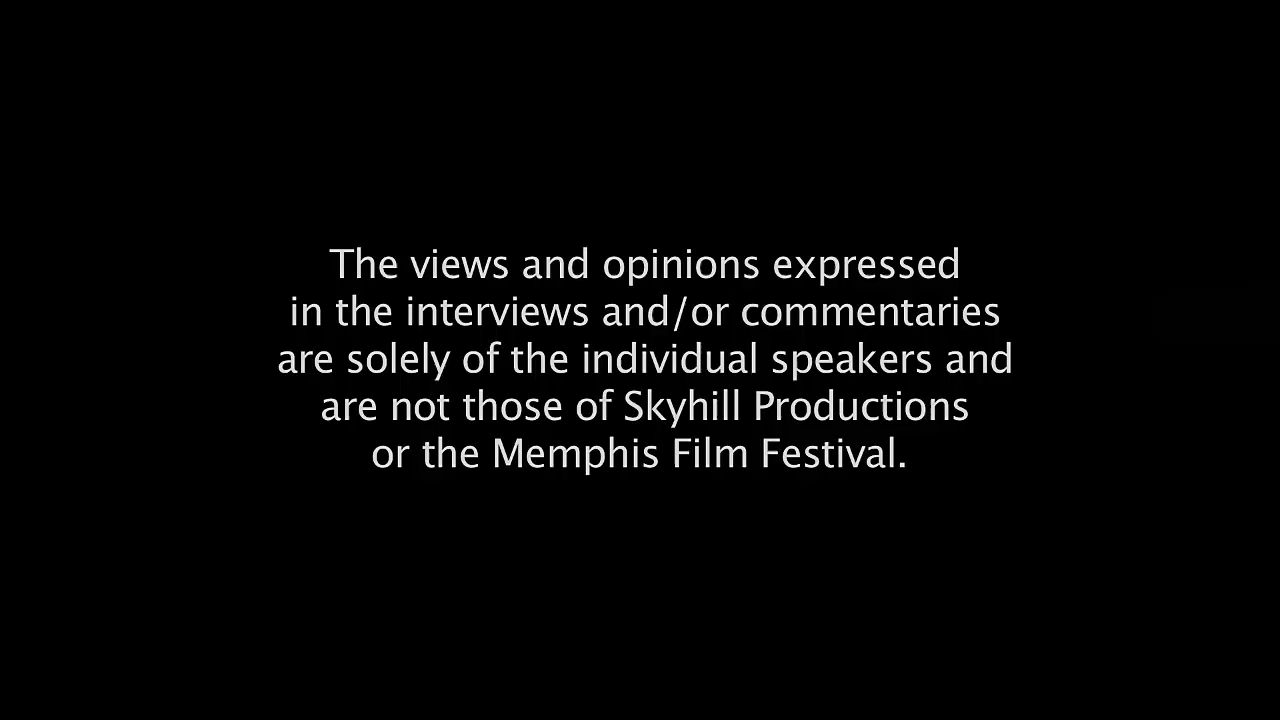 The views and opinions expressed
in the interviews and/or commentaries
are solely of the individual speakers and
are not those of Skyhill Productions
or the Memphis Film Festival.